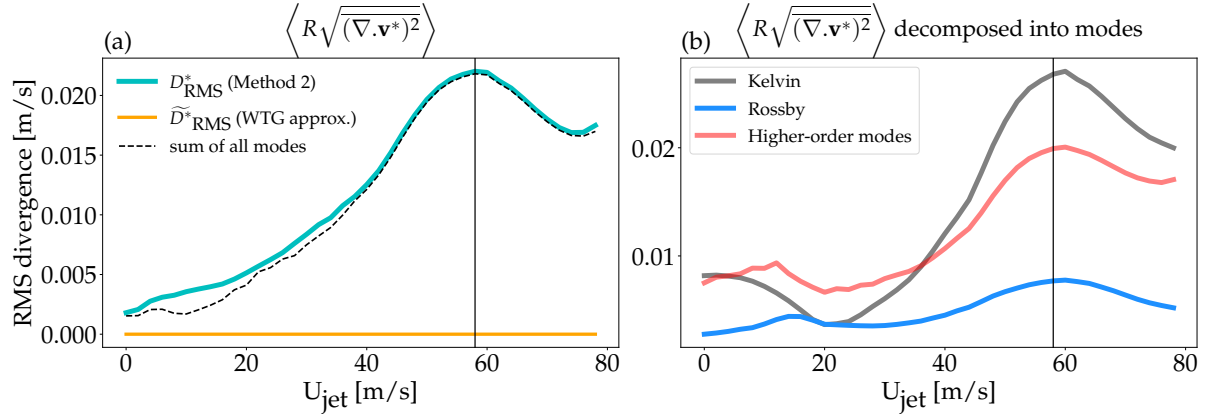 (a)
⟨R√(∇.v*)²⟩
RMS divergence [m/s]
0.020
0.015
0.010
0.005
0.000
D*RMS (Method 2)
D̃*RMS (WTG approx.)
sum of all modes
0
20
40
60
80
Ujet [m/s]
(b)
⟨R√(∇.v*)²⟩ decomposed into modes
0.02
0.01
Kelvin
Rossby
Higher-order modes
0
20
40
60
80
Ujet [m/s]